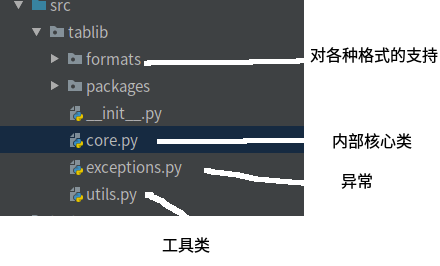 src
tablib
formats
对各种格式的支持
packages
__init__.py
core.py
内部核心类
exceptions.py
异常
utils.py
工具类